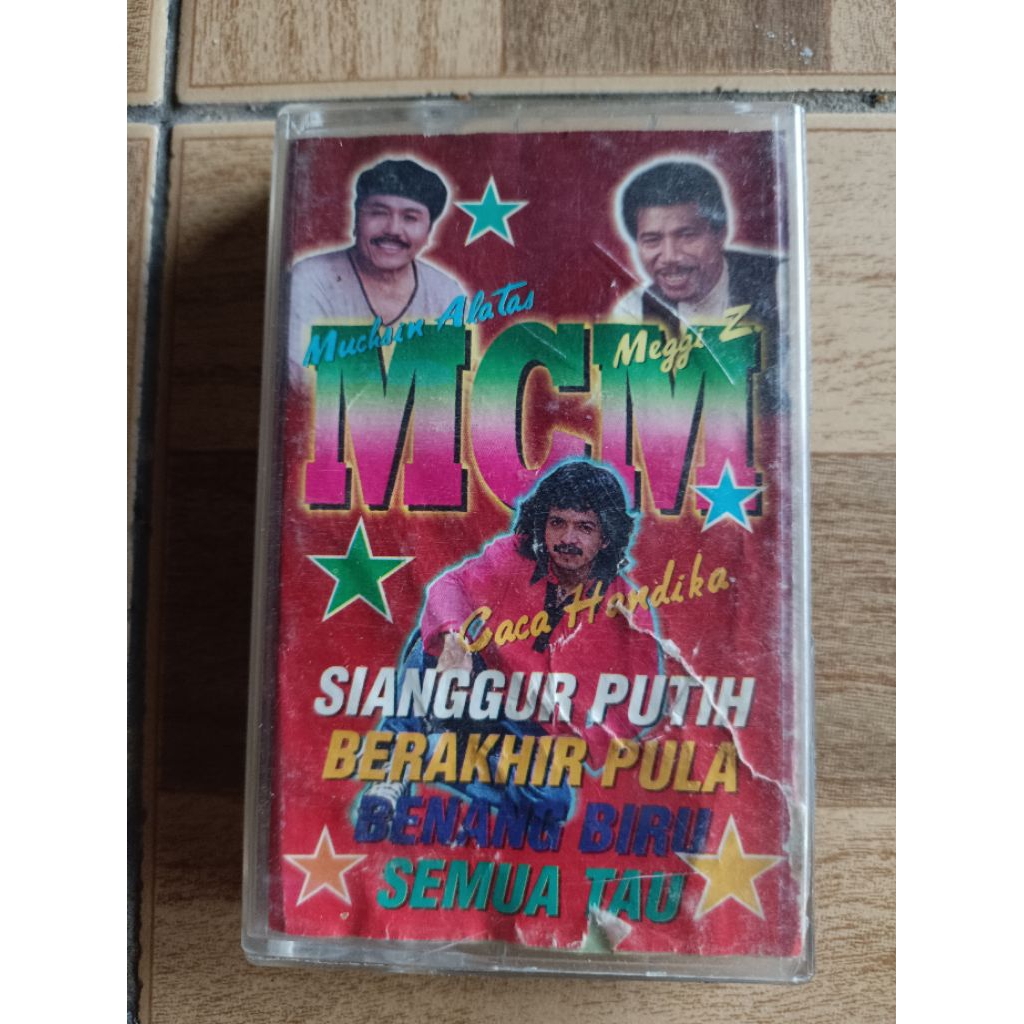 Muchsin Alatas
Meggi Z
MCM
Caca Handika
SIANGGUR PUTIH
BERAKHIR PULA
BENANG BIRU
SEMUA TAU